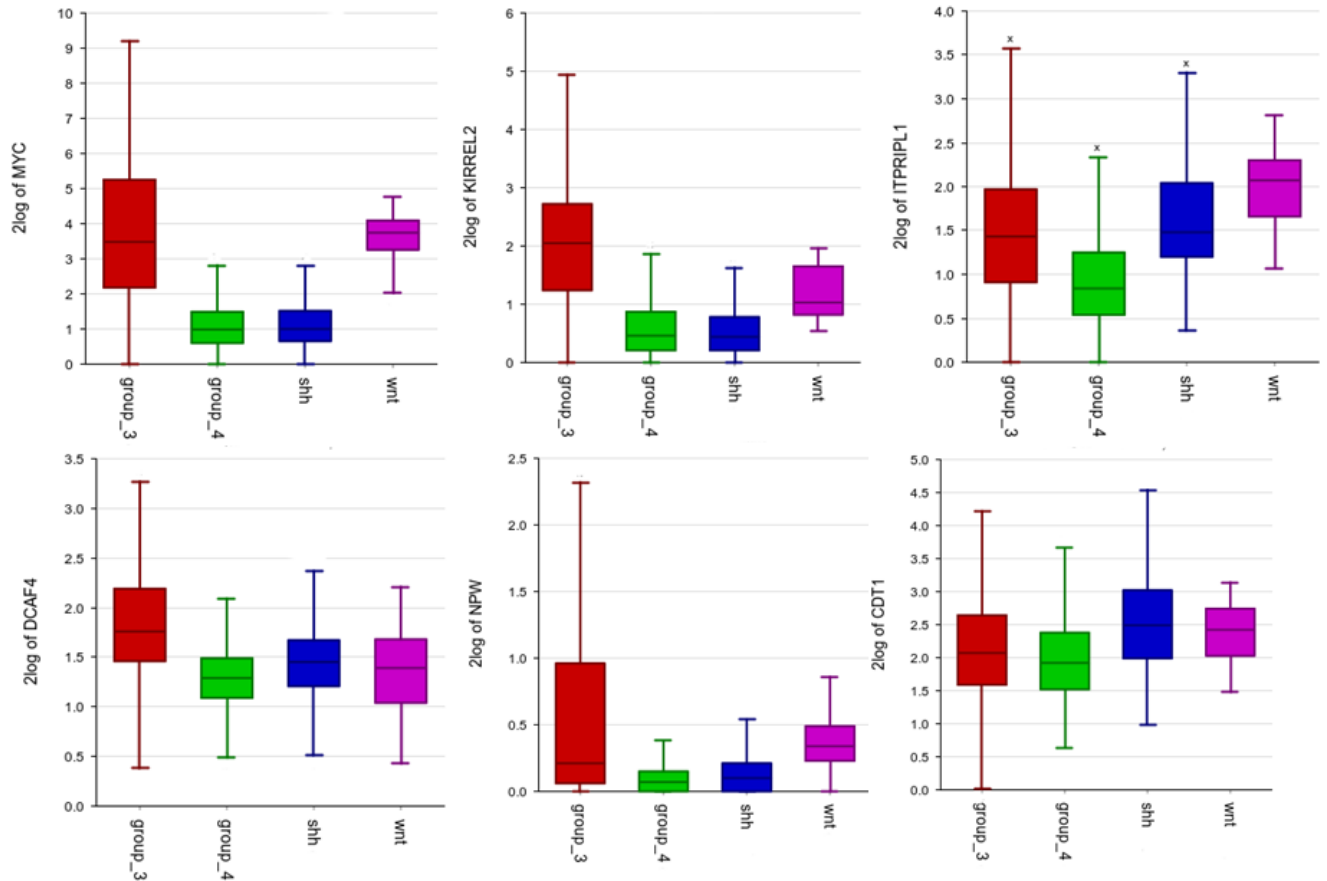 2log of MYC
10
9
8
7
6
5
4
3
2
1
0
group_3
group_4
shh
wnt
2log of KIRREL2
6
5
4
3
2
1
0
group_3
group_4
shh
wnt
2log of ITPRIPL1
4.0
3.5
3.0
2.5
2.0
1.5
1.0
0.5
0.0
x
x
x
group_3
group_4
shh
wnt
2log of DCAF4
3.5
3.0
2.5
2.0
1.5
1.0
0.5
0.0
group_3
group_4
shh
wnt
2log of NPW
2.5
2.0
1.5
1.0
0.5
0.0
group_3
group_4
shh
wnt
2log of CDT1
5.0
4.5
4.0
3.5
3.0
2.5
2.0
1.5
1.0
0.5
0.0
group_3
group_4
shh
wnt